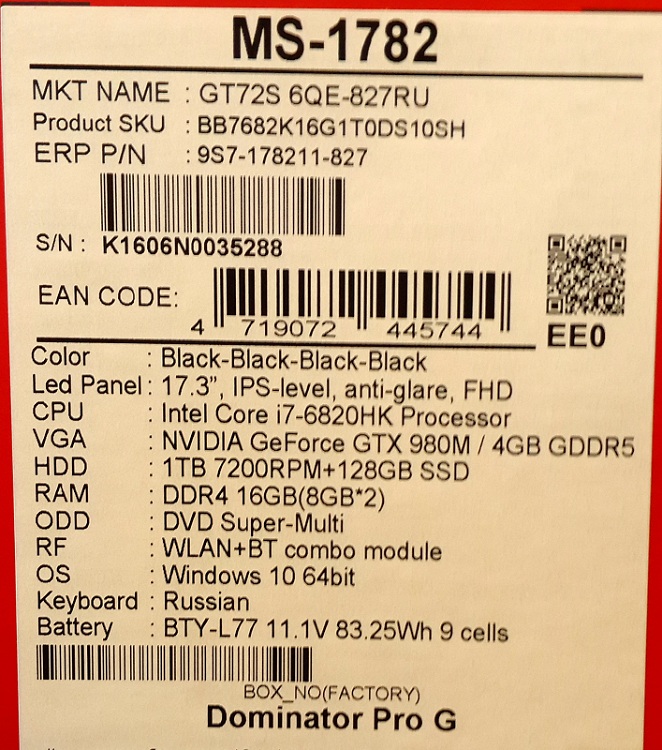 MS-1782
MKT NAME : GT72S 6QE-827RU
Product SKU : BB7682K16G1T0DS10SH
ERP P/N : 9S7-178211-827
S/N : K1606N0035288
EAN CODE:
4 719072 445744
EE0
Color : Black-Black-Black-Black
Led Panel : 17.3”, IPS-level, anti-glare, FHD
CPU : Intel Core i7-6820HK Processor
VGA : NVIDIA GeForce GTX 980M / 4GB GDDR5
HDD : 1TB 7200RPM+128GB SSD
RAM : DDR4 16GB(8GB*2)
ODD : DVD Super-Multi
RF : WLAN+BT combo module
OS : Windows 10 64bit
Keyboard : Russian
Battery : BTY-L77 11.1V 83.25Wh 9 cells
BOX_NO(FACTORY)
Dominator Pro G